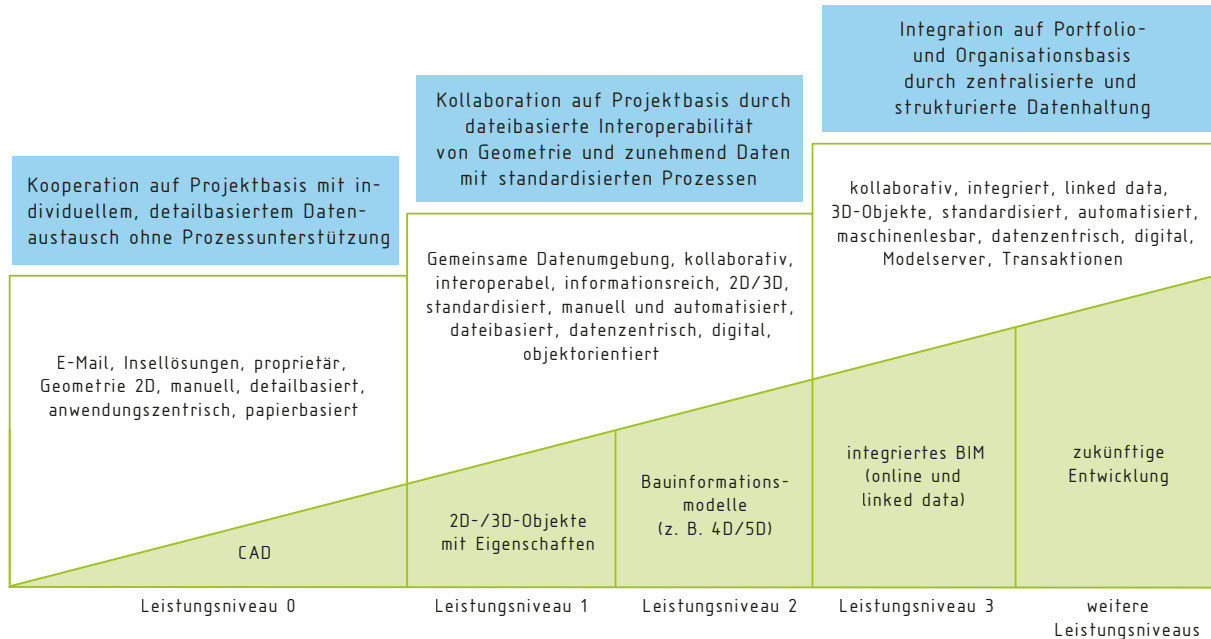 Kooperation auf Projektbasis mit in-
dividuellem, detailbasiertem Daten-
austausch ohne Prozessunterstützung
E-Mail, Insellösungen, proprietär,
Geometrie 2D, manuell, detailbasiert,
anwendungszentrisch, papierbasiert
CAD
Leistungsniveau 0
Kollaboration auf Projektbasis durch
dateibasierte Interoperabilität
von Geometrie und zunehmend Daten
mit standardisierten Prozessen
Gemeinsame Datenumgebung, kollaborativ,
interoperabel, informationsreich, 2D/3D,
standardisiert, manuell und automatisiert,
dateibasiert, datenzentrisch, digital,
objektorientiert
2D-/3D-Objekte
mit Eigenschaften
Leistungsniveau 1
Bauinformations-
modelle
(z. B. 4D/5D)
Leistungsniveau 2
Integration auf Portfolio-
und Organisationsbasis
durch zentralisierte und
strukturierte Datenhaltung
kollaborativ, integriert, linked data,
3D-Objekte, standardisiert, automatisiert,
maschinenlesbar, datenzentrisch, digital,
Modelserver, Transaktionen
integriertes BIM
(online und
linked data)
Leistungsniveau 3
zukünftige
Entwicklung
weitere
Leistungsniveaus